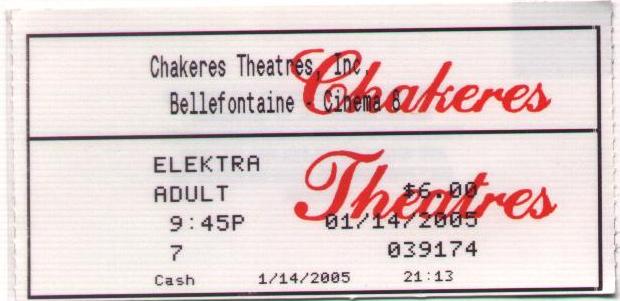 Chakeres Theatres, Inc.
Bellefontaine - Cinema 8
Chakeres
Theatres
ELEKTRA
ADULT $6.00
9:45P 01/14/2005
7 039174
Cash 1/14/2005 21:13